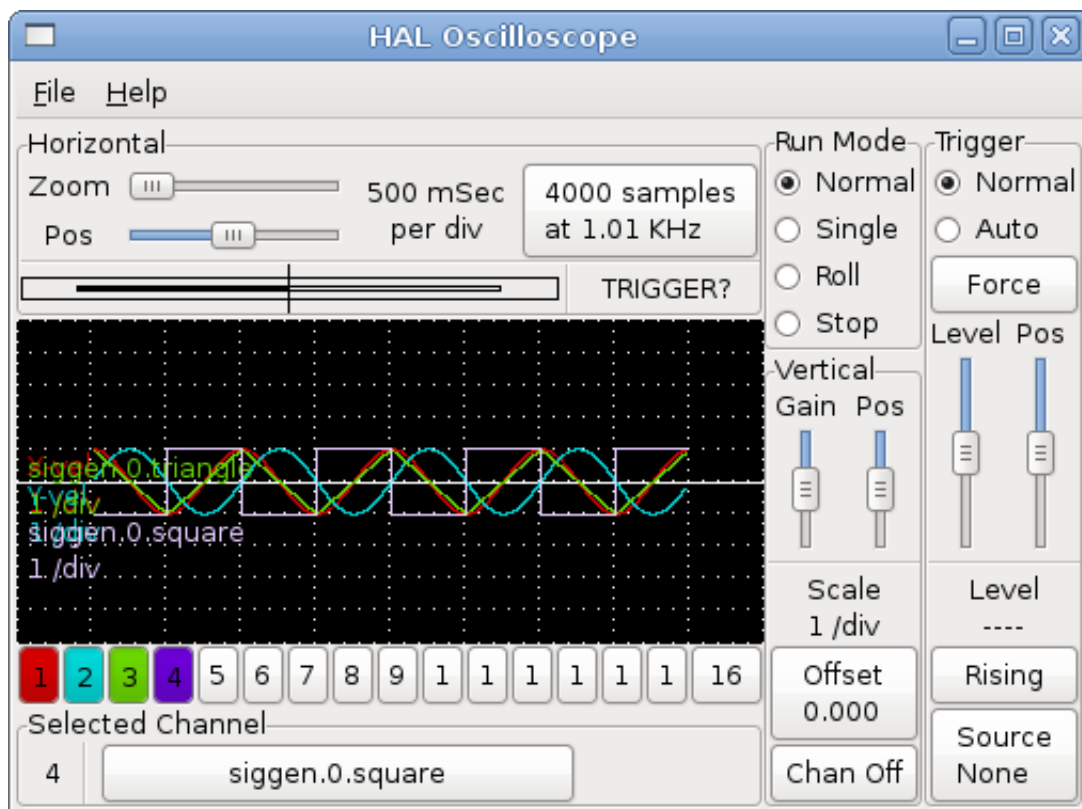 HAL Oscilloscope
File Help
Horizontal
Zoom
Pos
500 mSec
per div
4000 samples
at 1.01 KHz
TRIGGER?
Run Mode
Normal
Single
Roll
Stop
Trigger
Normal
Auto
Force
Level Pos
Vertical
Gain Pos
siggen.0.triangle
Y-vel
1 /div
1 /div
siggen.0.square
1 /div
Scale
1 /div
Level
----
1 2 3 4 5 6 7 8 9 1 1 1 1 1 1 16
Offset
0.000
Rising
Selected Channel
4 siggen.0.square
Chan Off
Source
None